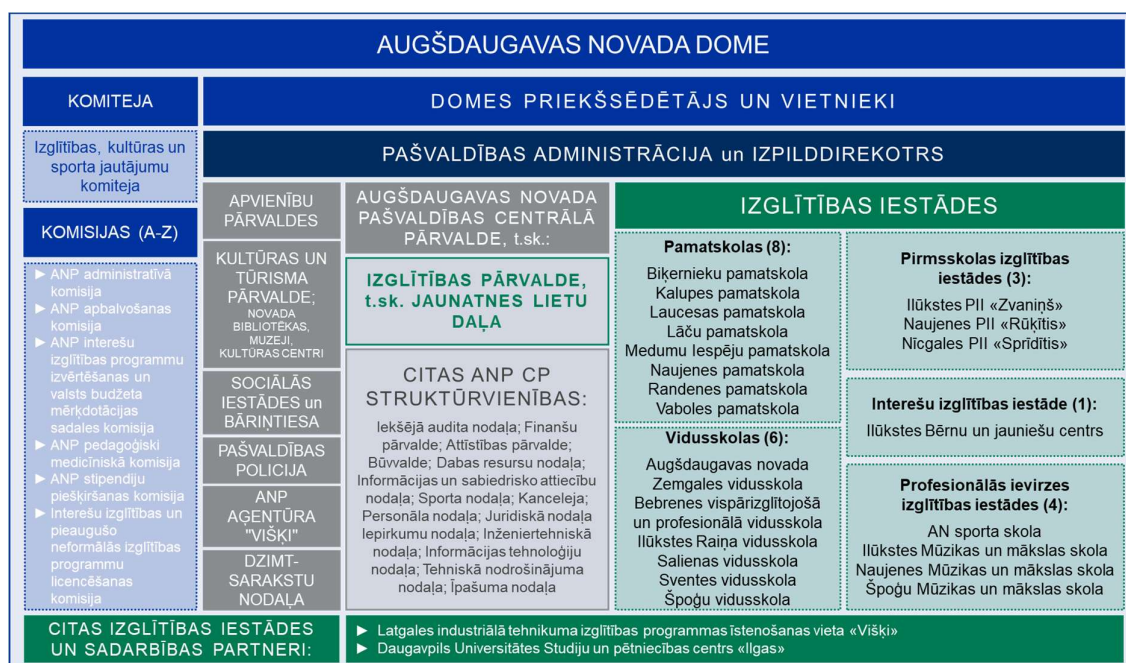 AUGŠDAUGAVAS NOVADA DOME
KOMITEJA
Izglītības, kultūras un
sporta jautājumu
komiteja
KOMISIJAS (A-Z)
► ANP administratīvā
komisija
► ANP apbalvošanas
komisija
► ANP interešu
izglītības programmu
izvērtēšanas un
valsts budžeta
mērķdotācijas
sadales komisija
► ANP pedagoģiski
medicīniskā komisija
► ANP stipendiju
piešķiršanas komisija
► Interešu izglītības un
pieaugušo
neformālās izglītības
programmu
licencēšanas
komisija
DOMES PRIEKŠSĒDĒTĀJS UN VIETNIEKI
PAŠVALDĪBAS ADMINISTRĀCIJA un IZPILDDIREKOTRS
APVIENĪBU
PĀRVALDES
KULTŪRAS UN
TŪRISMA
PĀRVALDE;
NOVADA
BIBLIOTĒKAS,
MUZEJI,
KULTŪRAS CENTRI
SOCIĀLĀS
IESTĀDES un
BĀRIŅTIESA
PAŠVALDĪBAS
POLICIJA
ANP
AĢENTŪRA
"VIŠĶI"
DZIMT-
SARAKSTU
NODAĻA
AUGŠDAUGAVAS NOVADA
PAŠVALDĪBAS CENTRĀLĀ
PĀRVALDE, t.sk.:
IZGLĪTĪBAS PĀRVALDE,
t.sk. JAUNATNES LIETU
DAĻA
CITAS ANP CP
STRUKTŪRVIENĪBAS:
Iekšējā audita nodaļa; Finanšu
pārvalde; Attīstības pārvalde;
Būvvalde; Dabas resursu nodaļa;
Informācijas un sabiedrisko attiecību
nodaļa; Sporta nodaļa; Kanceleja;
Personāla nodaļa; Juridiskā nodaļa
Iepirkumu nodaļa; Inženiertehniskā
nodaļa; Informācijas tehnoloģiju
nodaļa; Tehniskā nodrošinājuma
nodaļa; Īpašuma nodaļa
IZGLĪTĪBAS IESTĀDES
Pamatskolas (8):
Biķernieku pamatskola
Kalupes pamatskola
Laucesas pamatskola
Lāču pamatskola
Medumu Iespēju pamatskola
Naujenes pamatskola
Randenes pamatskola
Vaboles pamatskola
Vidusskolas (6):
Augšdaugavas novada
Zemgales vidusskola
Bebrenes vispārizglītojošā
un profesionālā vidusskola
Ilūkstes Raiņa vidusskola
Salienas vidusskola
Sventes vidusskola
Špoģu vidusskola
Pirmsskolas izglītības
iestādes (3):
Ilūkstes PII «Zvaniņš»
Naujenes PII «Rūķītis»
Nīcgales PII «Sprīdītis»
Interešu izglītības iestāde (1):
Ilūkstes Bērnu un jauniešu centrs
Profesionālās ievirzes
izglītības iestādes (4):
AN sporta skola
Ilūkstes Mūzikas un mākslas skola
Naujenes Mūzikas un mākslas skola
Špoģu Mūzikas un mākslas skola
CITAS IZGLĪTĪBAS IESTĀDES
UN SADARBĪBAS PARTNERI:
► Latgales industriālā tehnikuma izglītības programmas īstenošanas vieta «Višķi»
► Daugavpils Universitātes Studiju un pētniecības centrs «Ilgas»